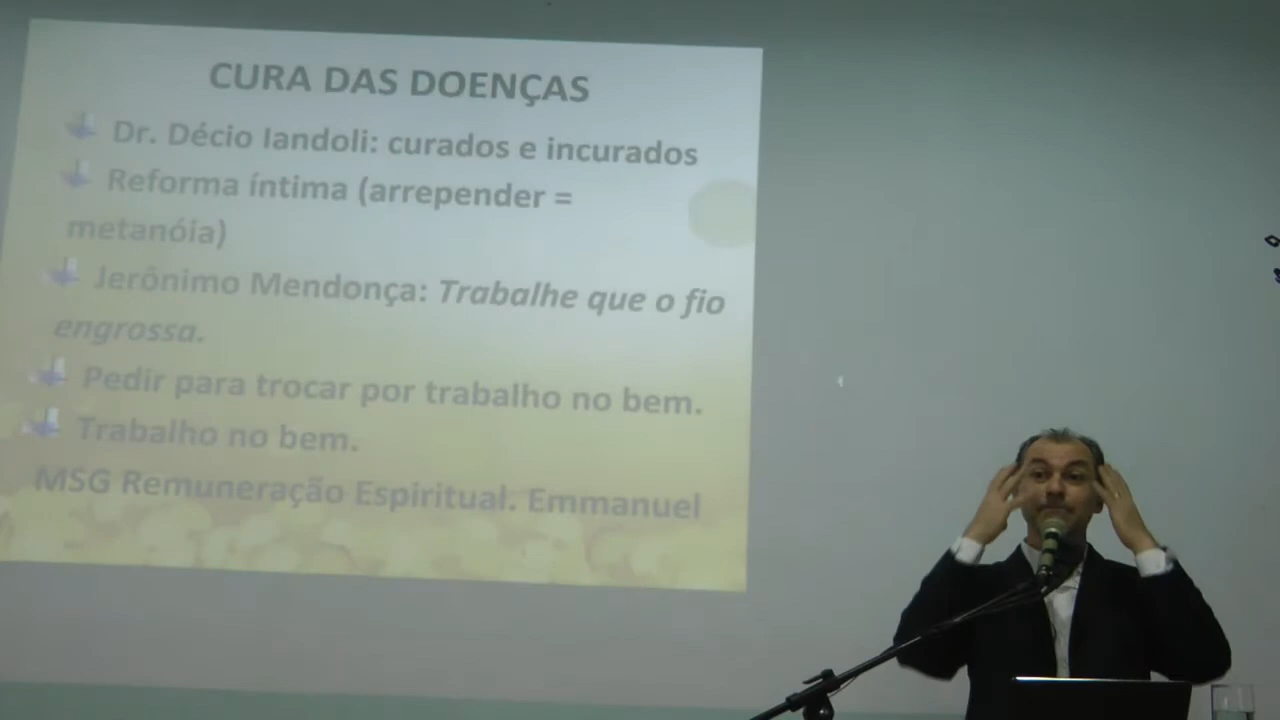 CURA DAS DOENÇAS
Dr. Décio Iandoli: curados e incurados
Reforma íntima (arrepender =
metanóia)
Jerônimo Mendonça: Trabalhe que o fio
engrossa.
Pedir para trocar por trabalho no bem.
Trabalho no bem.
MSG Remuneração Espiritual. Emmanuel